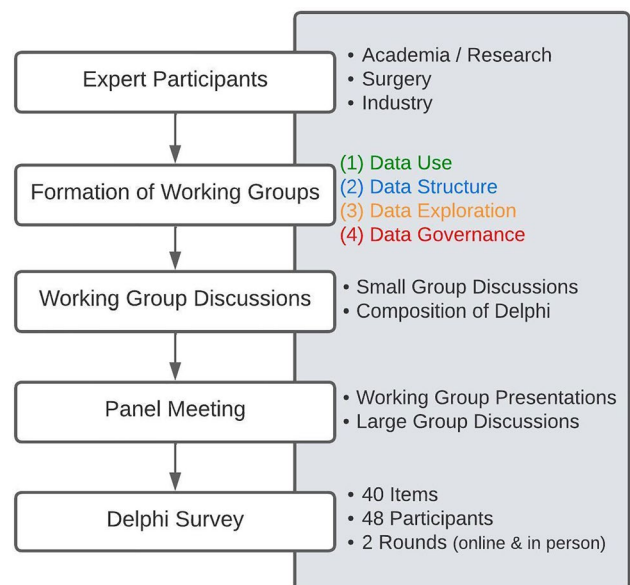 Expert Participants
• Academia / Research
• Surgery
• Industry
Formation of Working Groups
(1) Data Use
(2) Data Structure
(3) Data Exploration
(4) Data Governance
Working Group Discussions
• Small Group Discussions
• Composition of Delphi
Panel Meeting
• Working Group Presentations
• Large Group Discussions
Delphi Survey
• 40 Items
• 48 Participants
• 2 Rounds (online & in person)